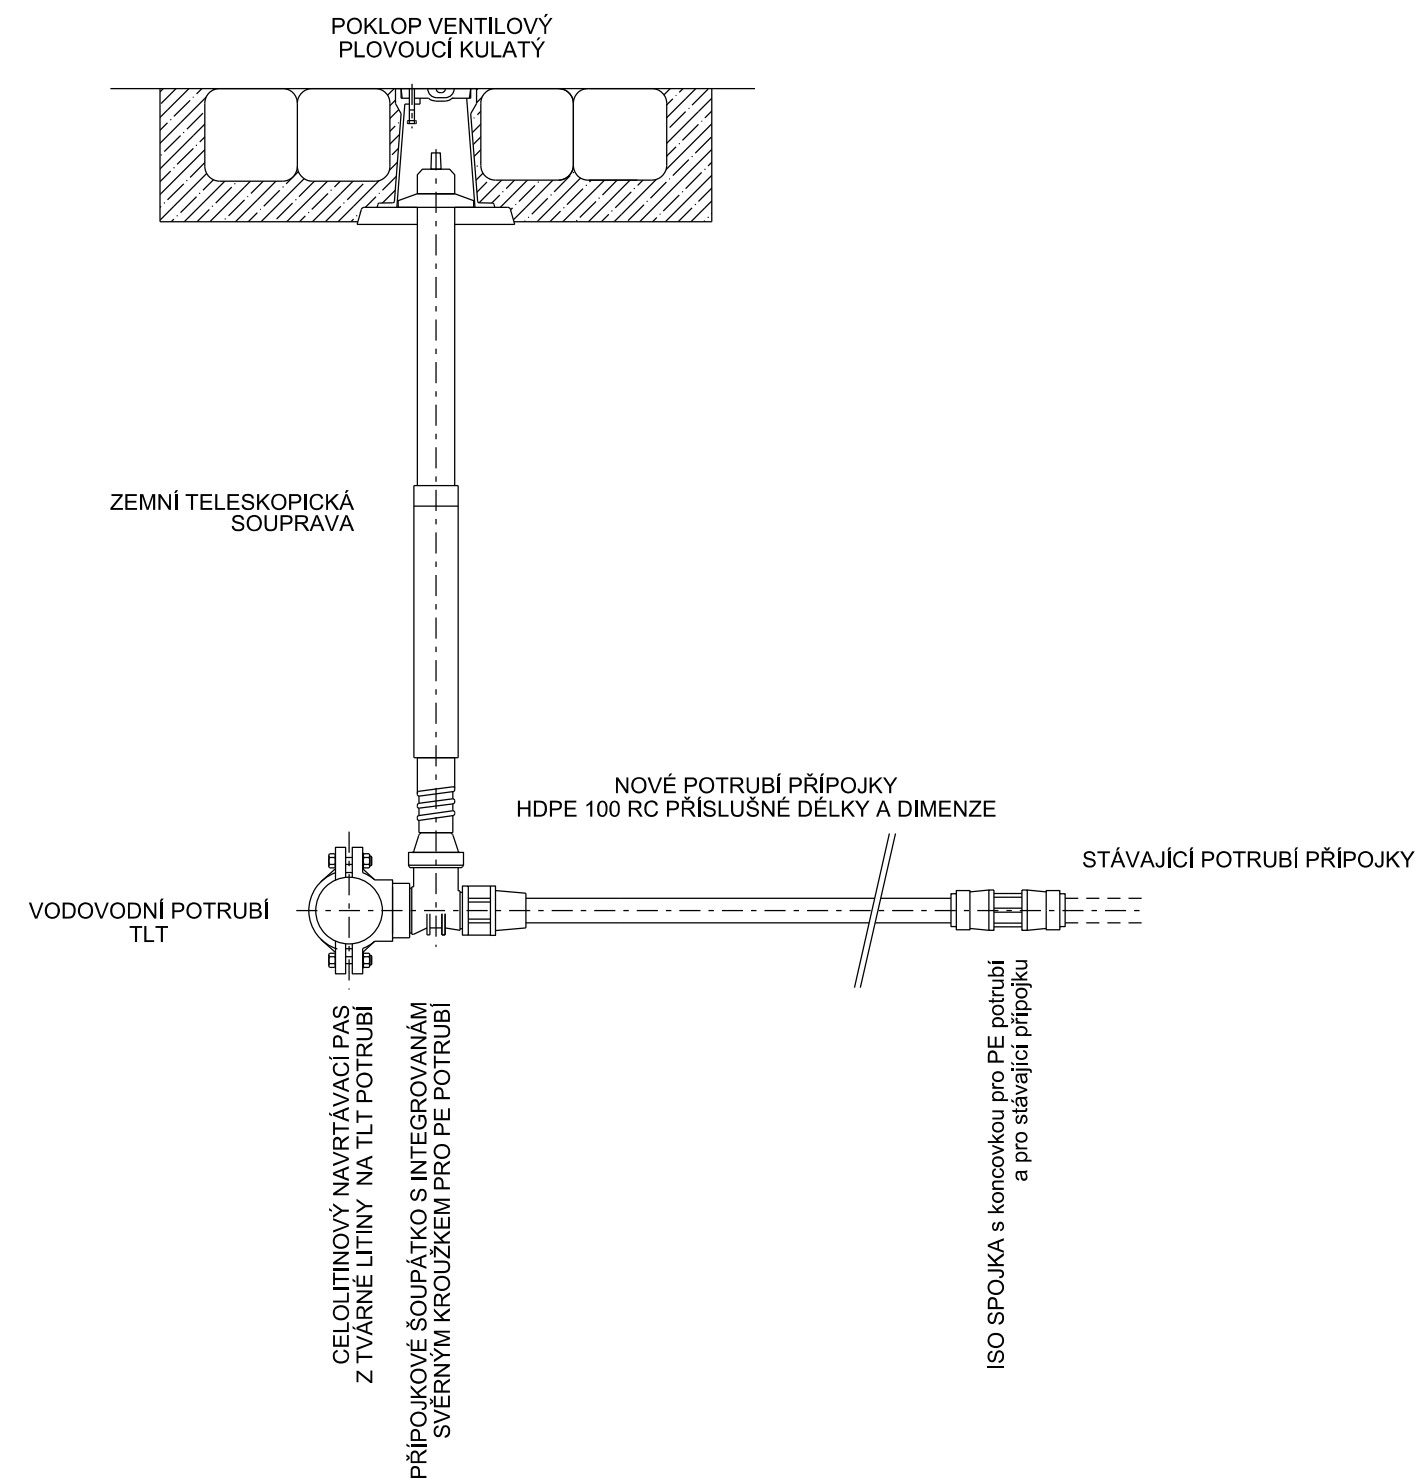 POKLOP VENTILOVÝ
PLOVOUCÍ KULATÝ
ZEMNÍ TELESKOPICKÁ
SOUPRAVA
NOVÉ POTRUBÍ PŘÍPOJKY
HDPE 100 RC PŘÍSLUŠNÉ DÉLKY A DIMENZE
STÁVAJÍCÍ POTRUBÍ PŘÍPOJKY
VODOVODNÍ POTRUBÍ
TLT
CELOLITINOVÝ NAVRTÁVACÍ PAS
Z TVÁRNÉ LITINY NA TLT POTRUBÍ
PŘÍPOJKOVÉ ŠOUPÁTKO S INTEGROVANÁM
SVĚRNÝM KROUŽKEM PRO PE POTRUBÍ
ISO SPOJKA s koncovkou pro PE potrubí
a pro stávající přípojku